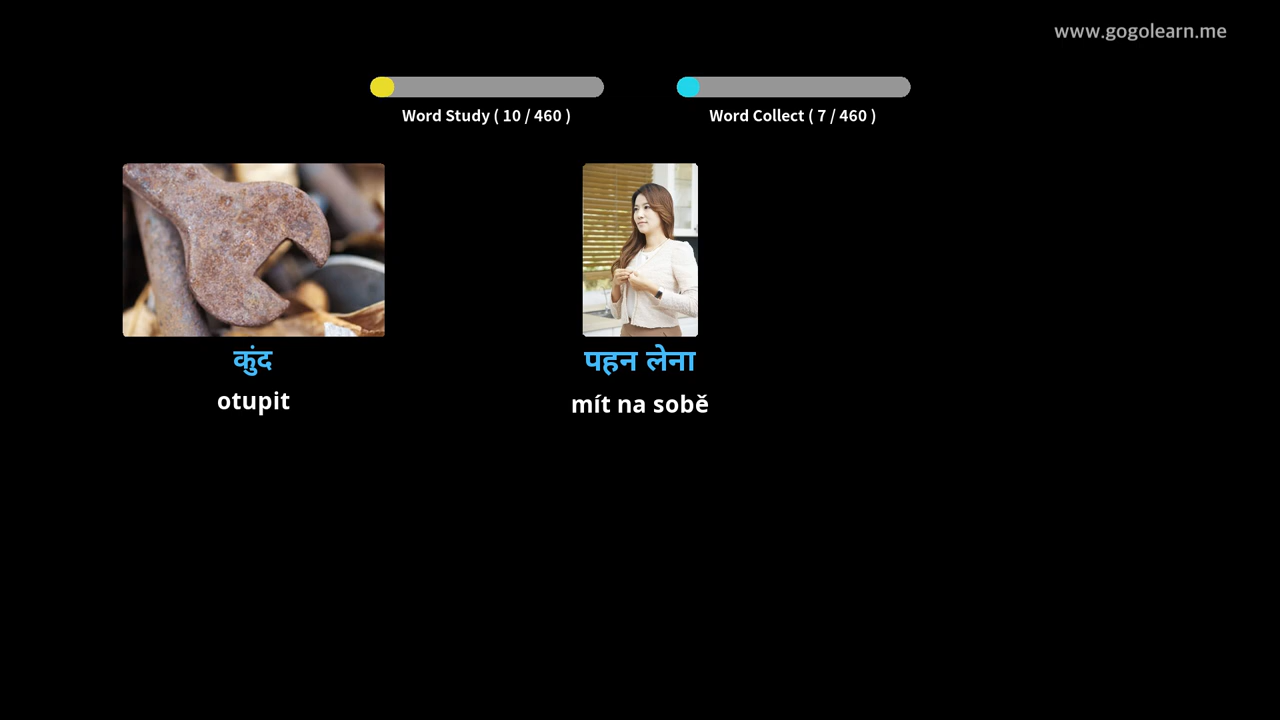 www.gogolearn.me
Word Study ( 10 / 460 )
Word Collect ( 7 / 460 )
कुंद
otupit
पहन लेना
mít na sobě